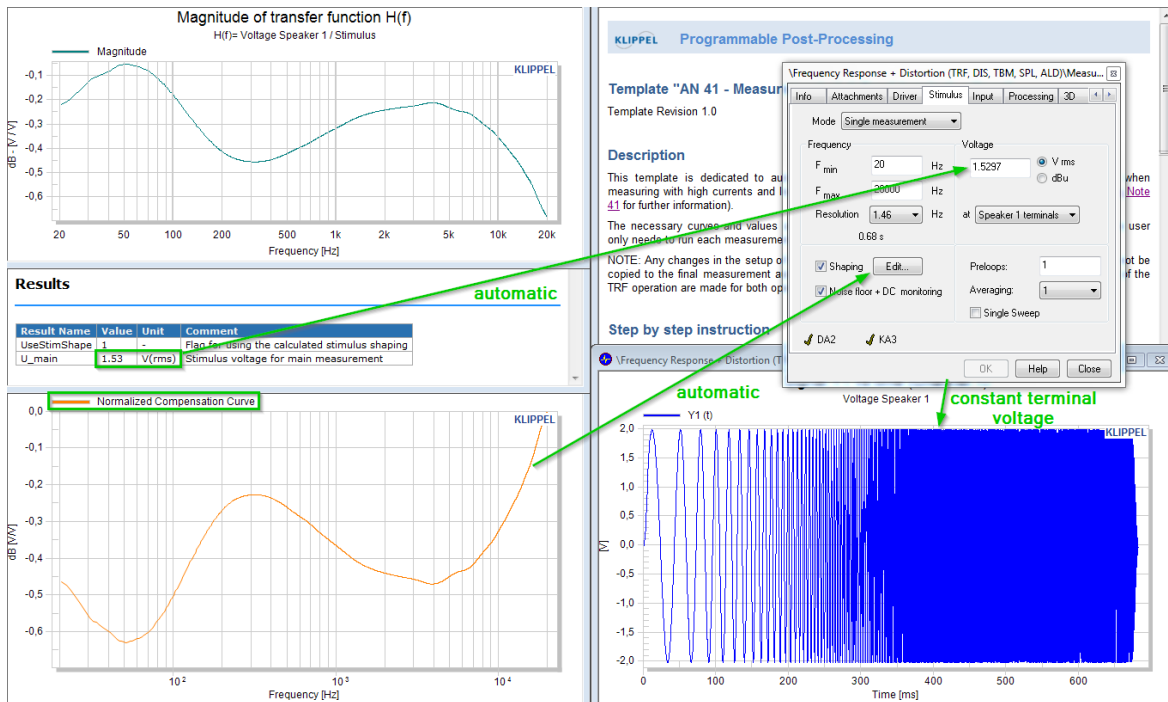 Magnitude of transfer function H(f)
H(f)= Voltage Speaker 1 / Stimulus
Magnitude
KLIPPEL
-0,1
-0,2
-0,3
-0,4
-0,5
-0,6
dB - [V / V]
20 50 100 200 500 1k 2k 5k 10k 20k
Frequency [Hz]
Results
automatic
Result Name Value Unit Comment
UseStimShape 1 - Flag for using the calculated stimulus shaping
U_main 1.53 V(rms) Stimulus voltage for main measurement
Normalized Compensation Curve
KLIPPEL
0,0
-0,1
-0,2
-0,3
-0,4
-0,6
dB [V/V]
10² 10³ 10⁴
Frequency [Hz]
KLIPPEL Programmable Post-Processing
Template "AN 41 - Measur
Template Revision 1.0
Description
This template is dedicated to au
when
measuring with high currents and l
Note
41 for further information).
The necessary curves and values
user
only needs to run each measureme
NOTE: Any changes in the setup o
ot be
copied to the final measurement a
of the
TRF operation are made for both op
Step by step instruction
\Frequency Response + Distortion (TRF, DIS, TBM, SPL, ALD)\Measu...
Info Attachments Driver Stimulus Input Processing 3D
Mode Single measurement
Frequency
F min 20 Hz
F max 20000 Hz
Resolution 1.46 Hz
0.68 s
Voltage
1.5297 V rms
dBu
at Speaker 1 terminals
Shaping Edit...
Noise floor + DC monitoring
Preloops: 1
Averaging: 1
Single Sweep
DA2 KA3
OK Help Close
\Frequency Response + Distortion (T
automatic
constant terminal
voltage
Voltage Speaker 1
Y1 (t)
KLIPPEL
2,0
1,5
1,0
0,5
0,0
-0,5
-1,0
-1,5
-2,0
[V]
0 100 200 300 400 500 600
Time [ms]